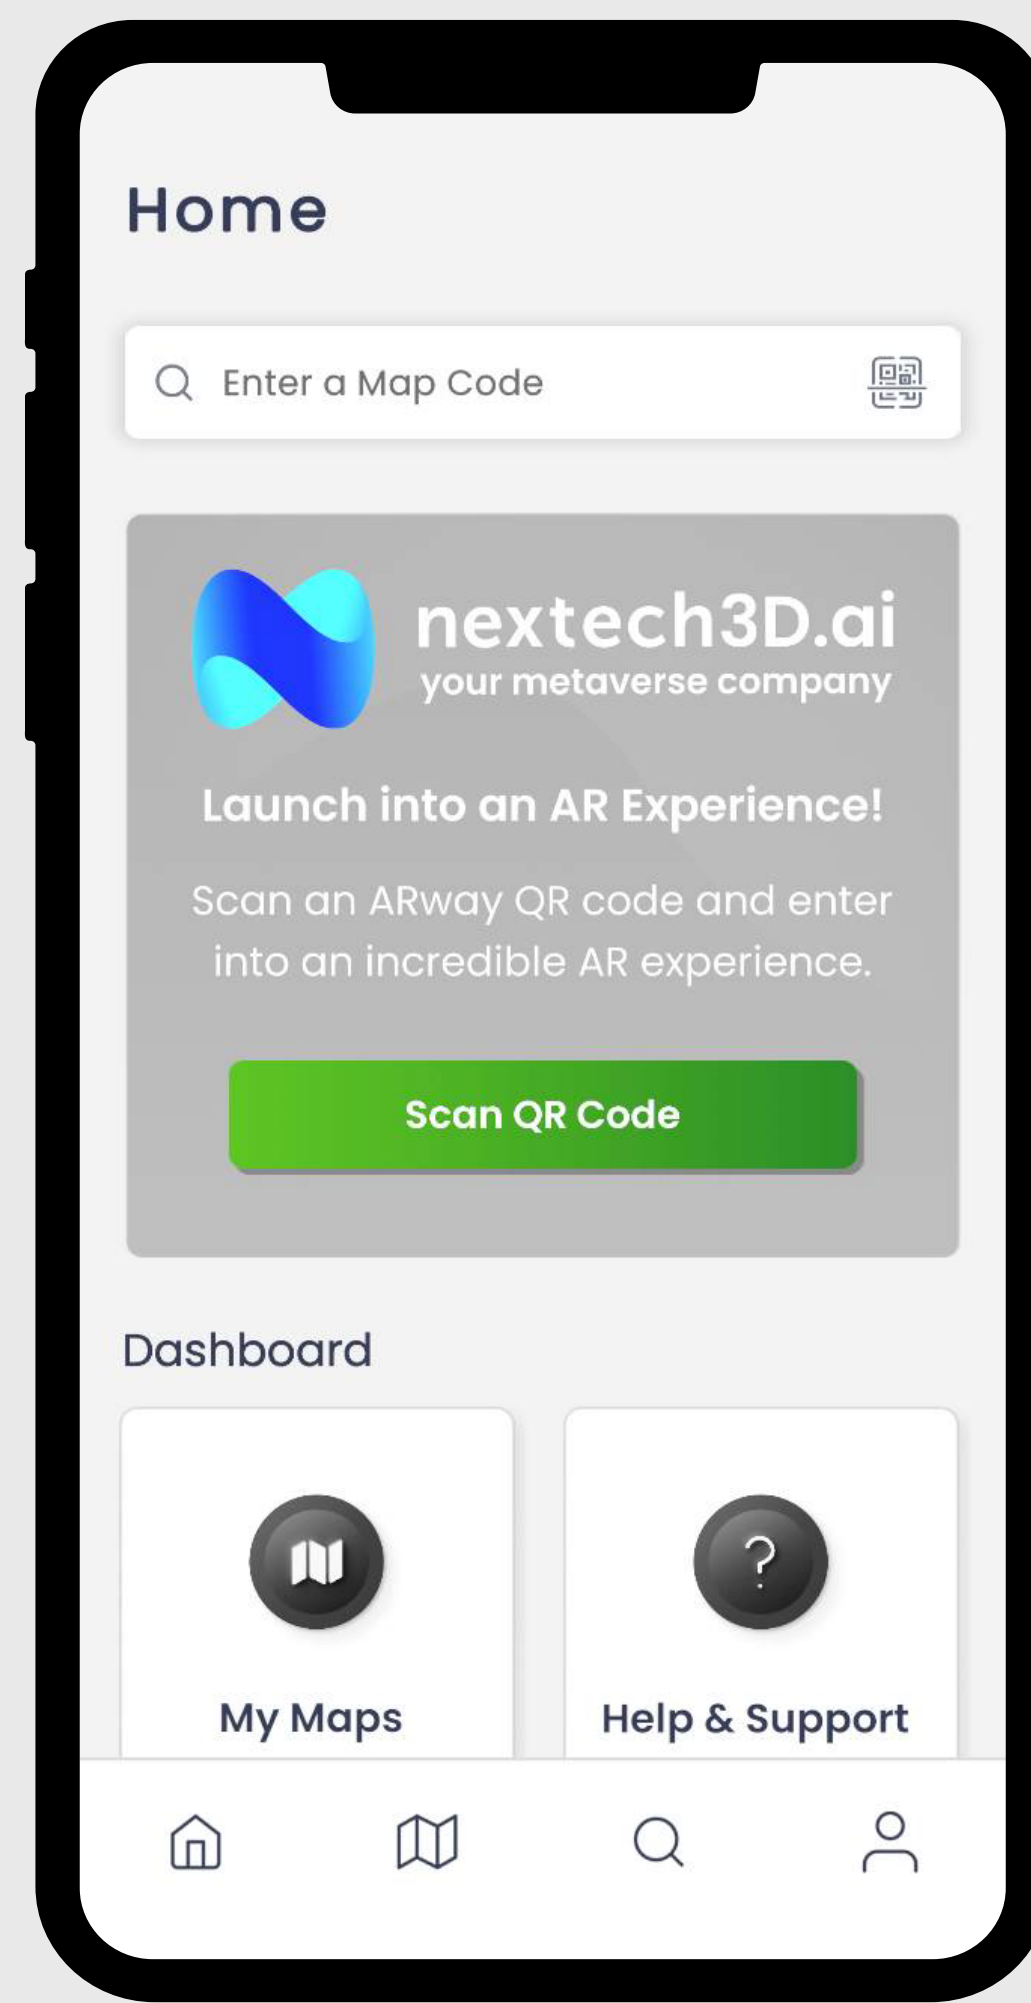 Home
Enter a Map Code
nextech3D.ai
your metaverse company
Launch into an AR Experience!
Scan an ARway QR code and enter
into an incredible AR experience.
Scan QR Code
Dashboard
My Maps
Help & Support